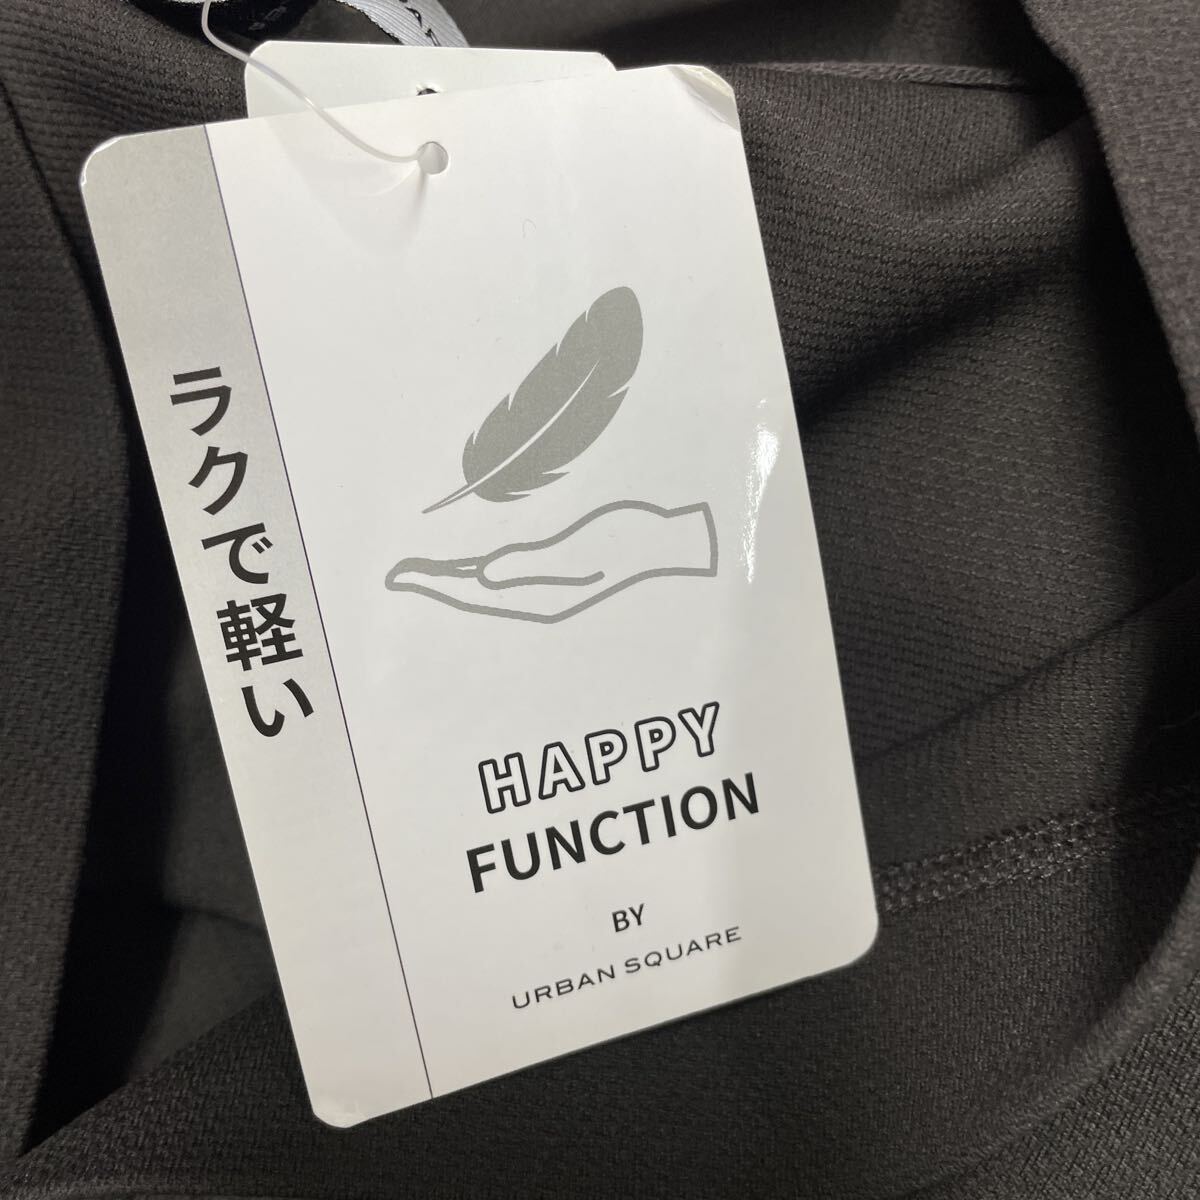 ラクで軽い
HAPPY
FUNCTION
BY
URBAN SQUARE